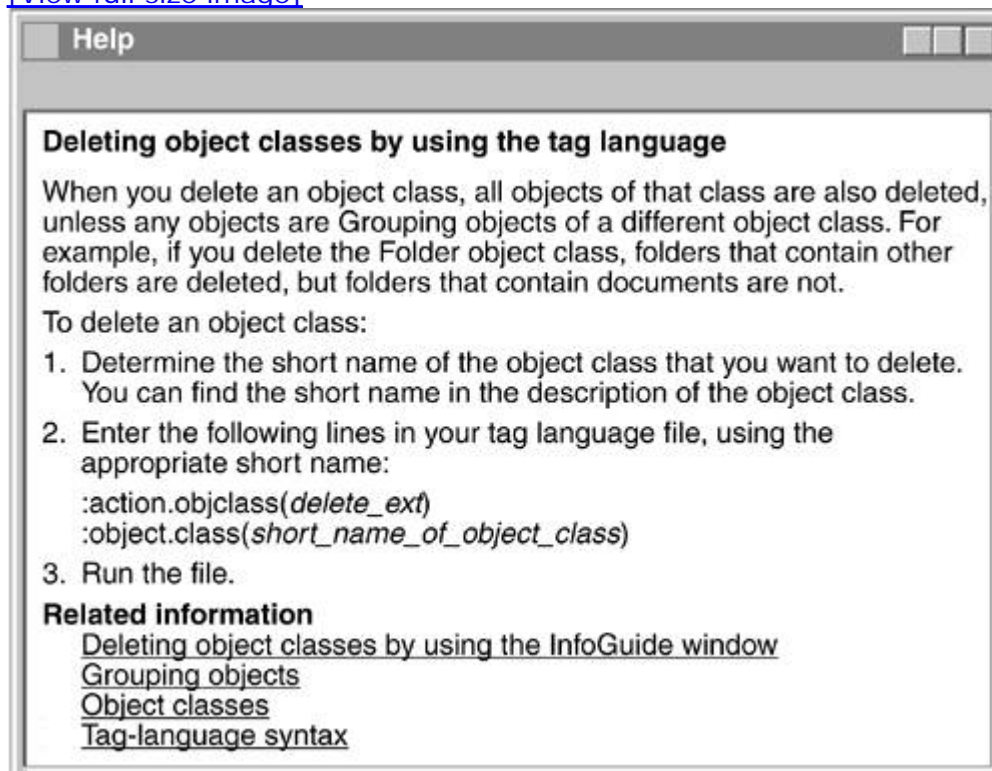 [View full size image]
Help
Deleting object classes by using the tag language
When you delete an object class, all objects of that class are also deleted,
unless any objects are Grouping objects of a different object class. For
example, if you delete the Folder object class, folders that contain other
folders are deleted, but folders that contain documents are not.
To delete an object class:
1. Determine the short name of the object class that you want to delete.
You can find the short name in the description of the object class.
2. Enter the following lines in your tag language file, using the
appropriate short name:
:action.objclass(delete_ext)
:object.class(short_name_of_object_class)
3. Run the file.
Related information
Deleting object classes by using the InfoGuide window
Grouping objects
Object classes
Tag-language syntax